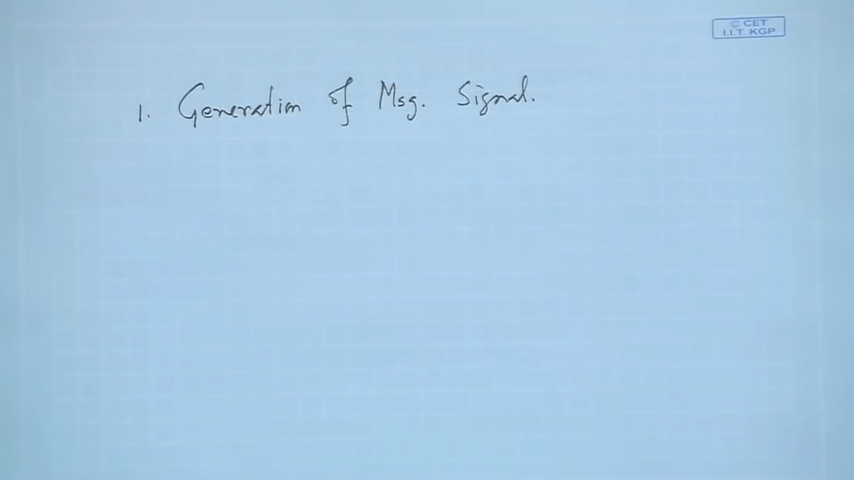 © CET
I.I.T. KGP
1. Generation of Msg. Signal.